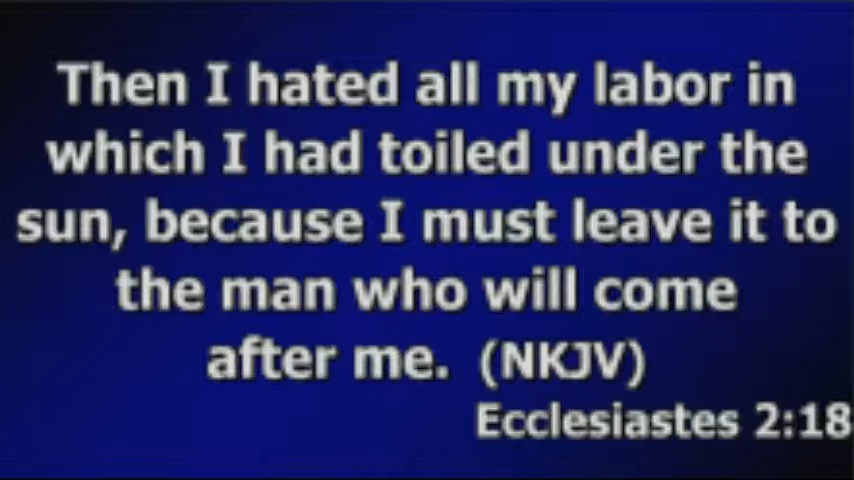 Then I hated all my labor in
which I had toiled under the
sun, because I must leave it to
the man who will come
after me. (NKJV)
Ecclesiastes 2:18